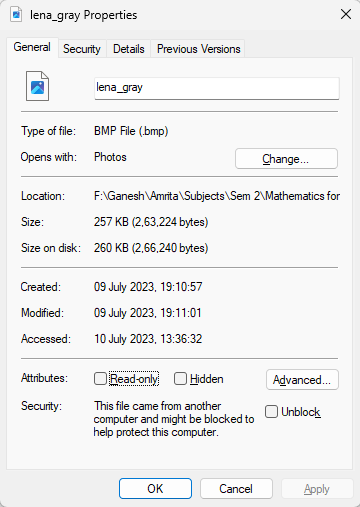 lena_gray Properties
General Security Details Previous Versions
lena_gray
Type of file: BMP File (.bmp)
Opens with: Photos Change...
Location: F:\Ganesh\Amrita\Subjects\Sem 2\Mathematics for
Size: 257 KB (2,63,224 bytes)
Size on disk: 260 KB (2,66,240 bytes)
Created: 09 July 2023, 19:10:57
Modified: 09 July 2023, 19:11:01
Accessed: 10 July 2023, 13:36:32
Attributes: Read-only Hidden Advanced...
Security: This file came from another
computer and might be blocked to
help protect this computer.
Unblock
OK Cancel Apply